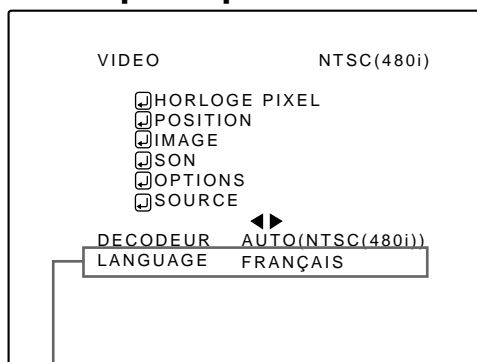 VIDEO NTSC(480i)
HORLOGE PIXEL
POSITION
IMAGE
SON
OPTIONS
SOURCE
DECODEUR AUTO(NTSC(480i))
LANGUAGE FRANÇAIS